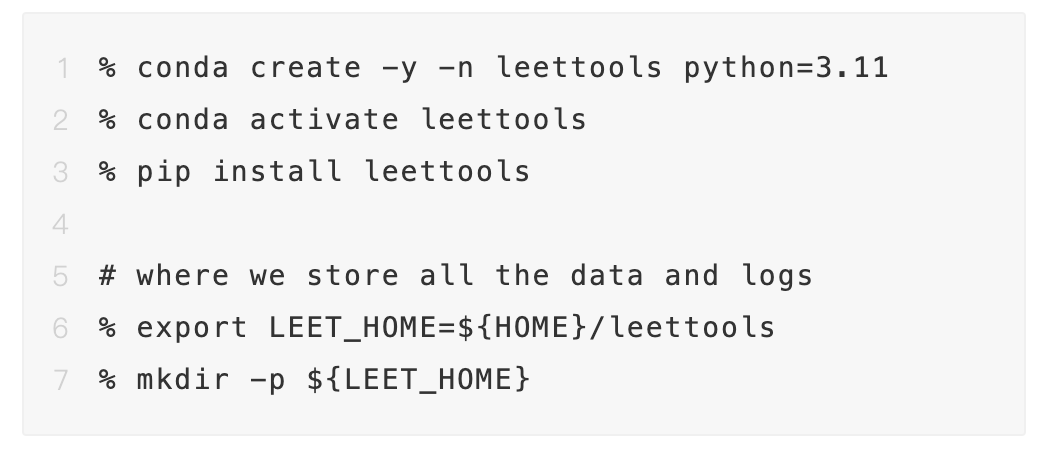 1 % conda create -y -n leettools python=3.11
2 % conda activate leettools
3 % pip install leettools
4
5 # where we store all the data and logs
6 % export LEET_HOME=${HOME}/leettools
7 % mkdir -p ${LEET_HOME}